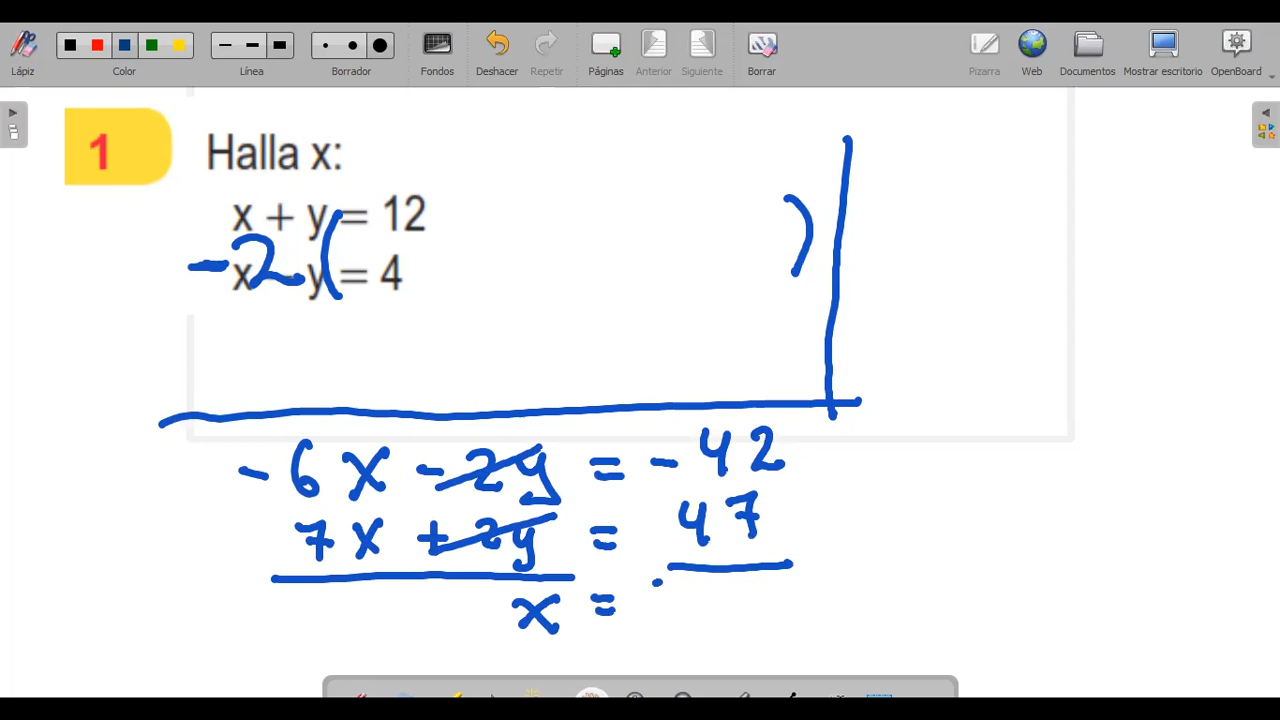 Lápiz Color Línea Borrador Fondos Deshacer Repetir Páginas Anterior Siguiente Borrar Pizarra Web Documentos Mostrar escritorio OpenBoard
1 Halla x:
x + y = 12
-2.( )
x - y = 4
-6x -2y = -42
7x +2y = 47
x =